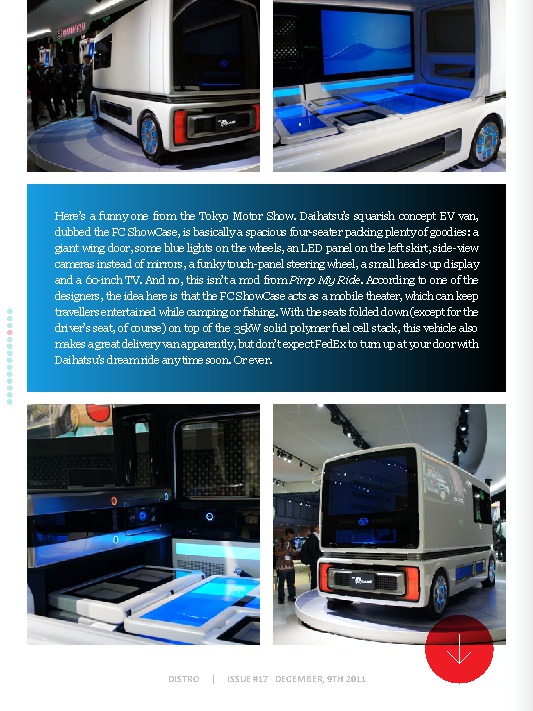 Here's a funny one from the Tokyo Motor Show. Daihatsu's squarish concept EV van,
dubbed the FC ShowCase, is basically a spacious four-seater packing plenty of goodies: a
giant wing door, some blue lights on the wheels, an LED panel on the left skirt, side-view
cameras instead of mirrors, a funky touch-panel steering wheel, a small heads-up display
and a 60-inch TV. And no, this isn't a mod from Pimp My Ride. According to one of the
designers, the idea here is that the FC ShowCase acts as a mobile theater, which can keep
travellers entertained while camping or fishing. With the seats folded down (except for the
driver's seat, of course) on top of the 35kW solid polymer fuel cell stack, this vehicle also
makes a great delivery van apparently, but don't expect FedEx to turn up at your door with
Daihatsu's dream ride any time soon. Or ever.
DISTRO | ISSUE #17 DECEMBER, 9TH 2011